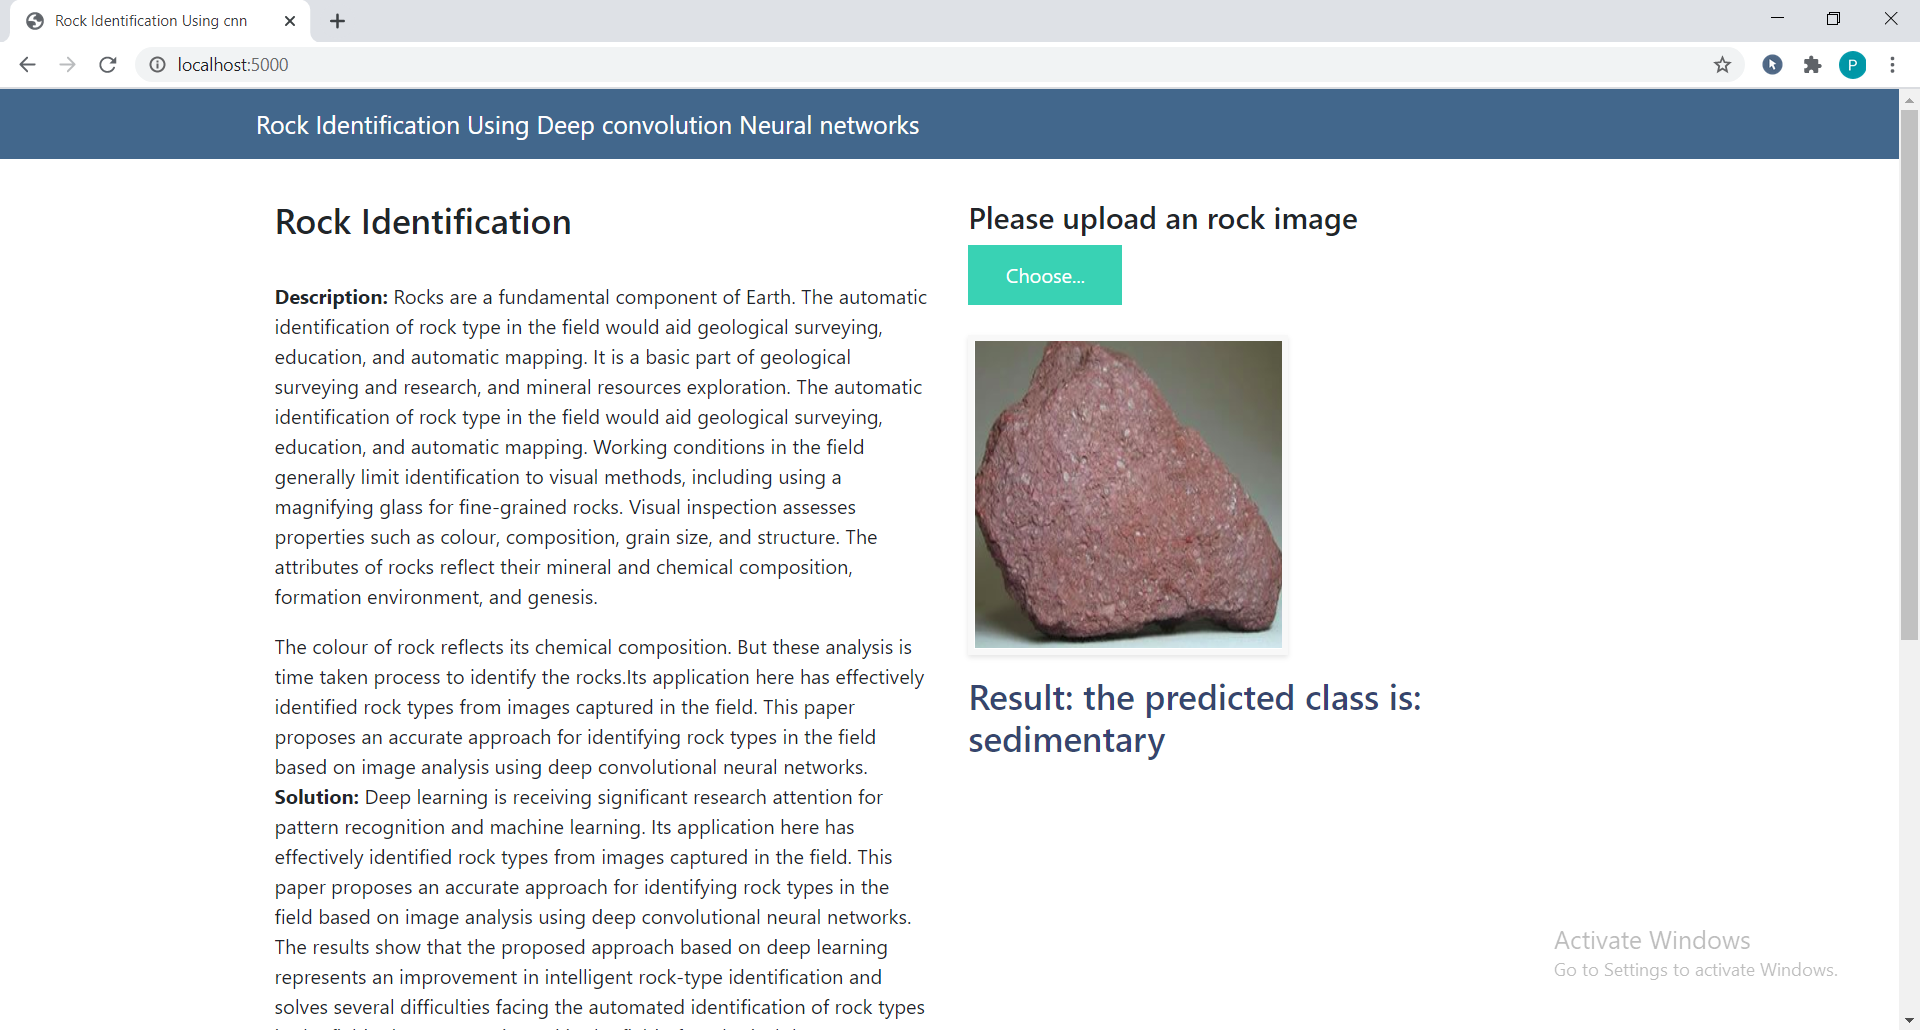 Rock Identification Using cnn
localhost:5000
P
Rock Identification Using Deep convolution Neural networks
Rock Identification
Description: Rocks are a fundamental component of Earth. The automatic
identification of rock type in the field would aid geological surveying,
education, and automatic mapping. It is a basic part of geological
surveying and research, and mineral resources exploration. The automatic
identification of rock type in the field would aid geological surveying,
education, and automatic mapping. Working conditions in the field
generally limit identification to visual methods, including using a
magnifying glass for fine-grained rocks. Visual inspection assesses
properties such as colour, composition, grain size, and structure. The
attributes of rocks reflect their mineral and chemical composition,
formation environment, and genesis.
The colour of rock reflects its chemical composition. But these analysis is
time taken process to identify the rocks.Its application here has effectively
identified rock types from images captured in the field. This paper
proposes an accurate approach for identifying rock types in the field
based on image analysis using deep convolutional neural networks.
Solution: Deep learning is receiving significant research attention for
pattern recognition and machine learning. Its application here has
effectively identified rock types from images captured in the field. This
paper proposes an accurate approach for identifying rock types in the
field based on image analysis using deep convolutional neural networks.
The results show that the proposed approach based on deep learning
represents an improvement in intelligent rock-type identification and
solves several difficulties facing the automated identification of rock types
Please upload an rock image
Choose...
Result: the predicted class is:
sedimentary
Activate Windows
Go to Settings to activate Windows.